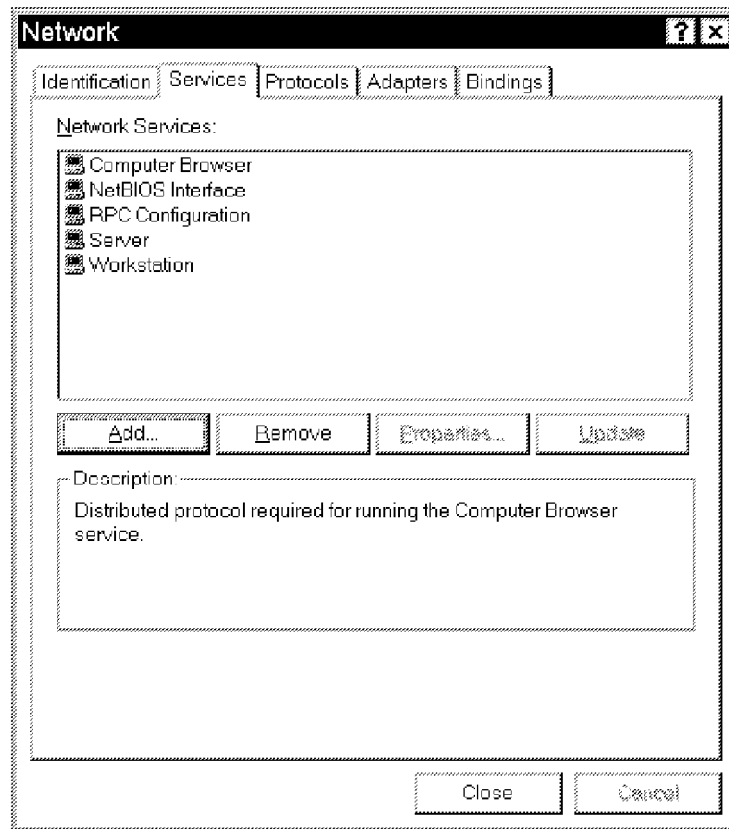 Network
Identification Services Protocols Adapters Bindings
Network Services:
Computer Browser
NetBIOS Interface
RPC Configuration
Server
Workstation
Add... Remove Properties... Update
Description:
Distributed protocol required for running the Computer Browser
service.
Close Cancel